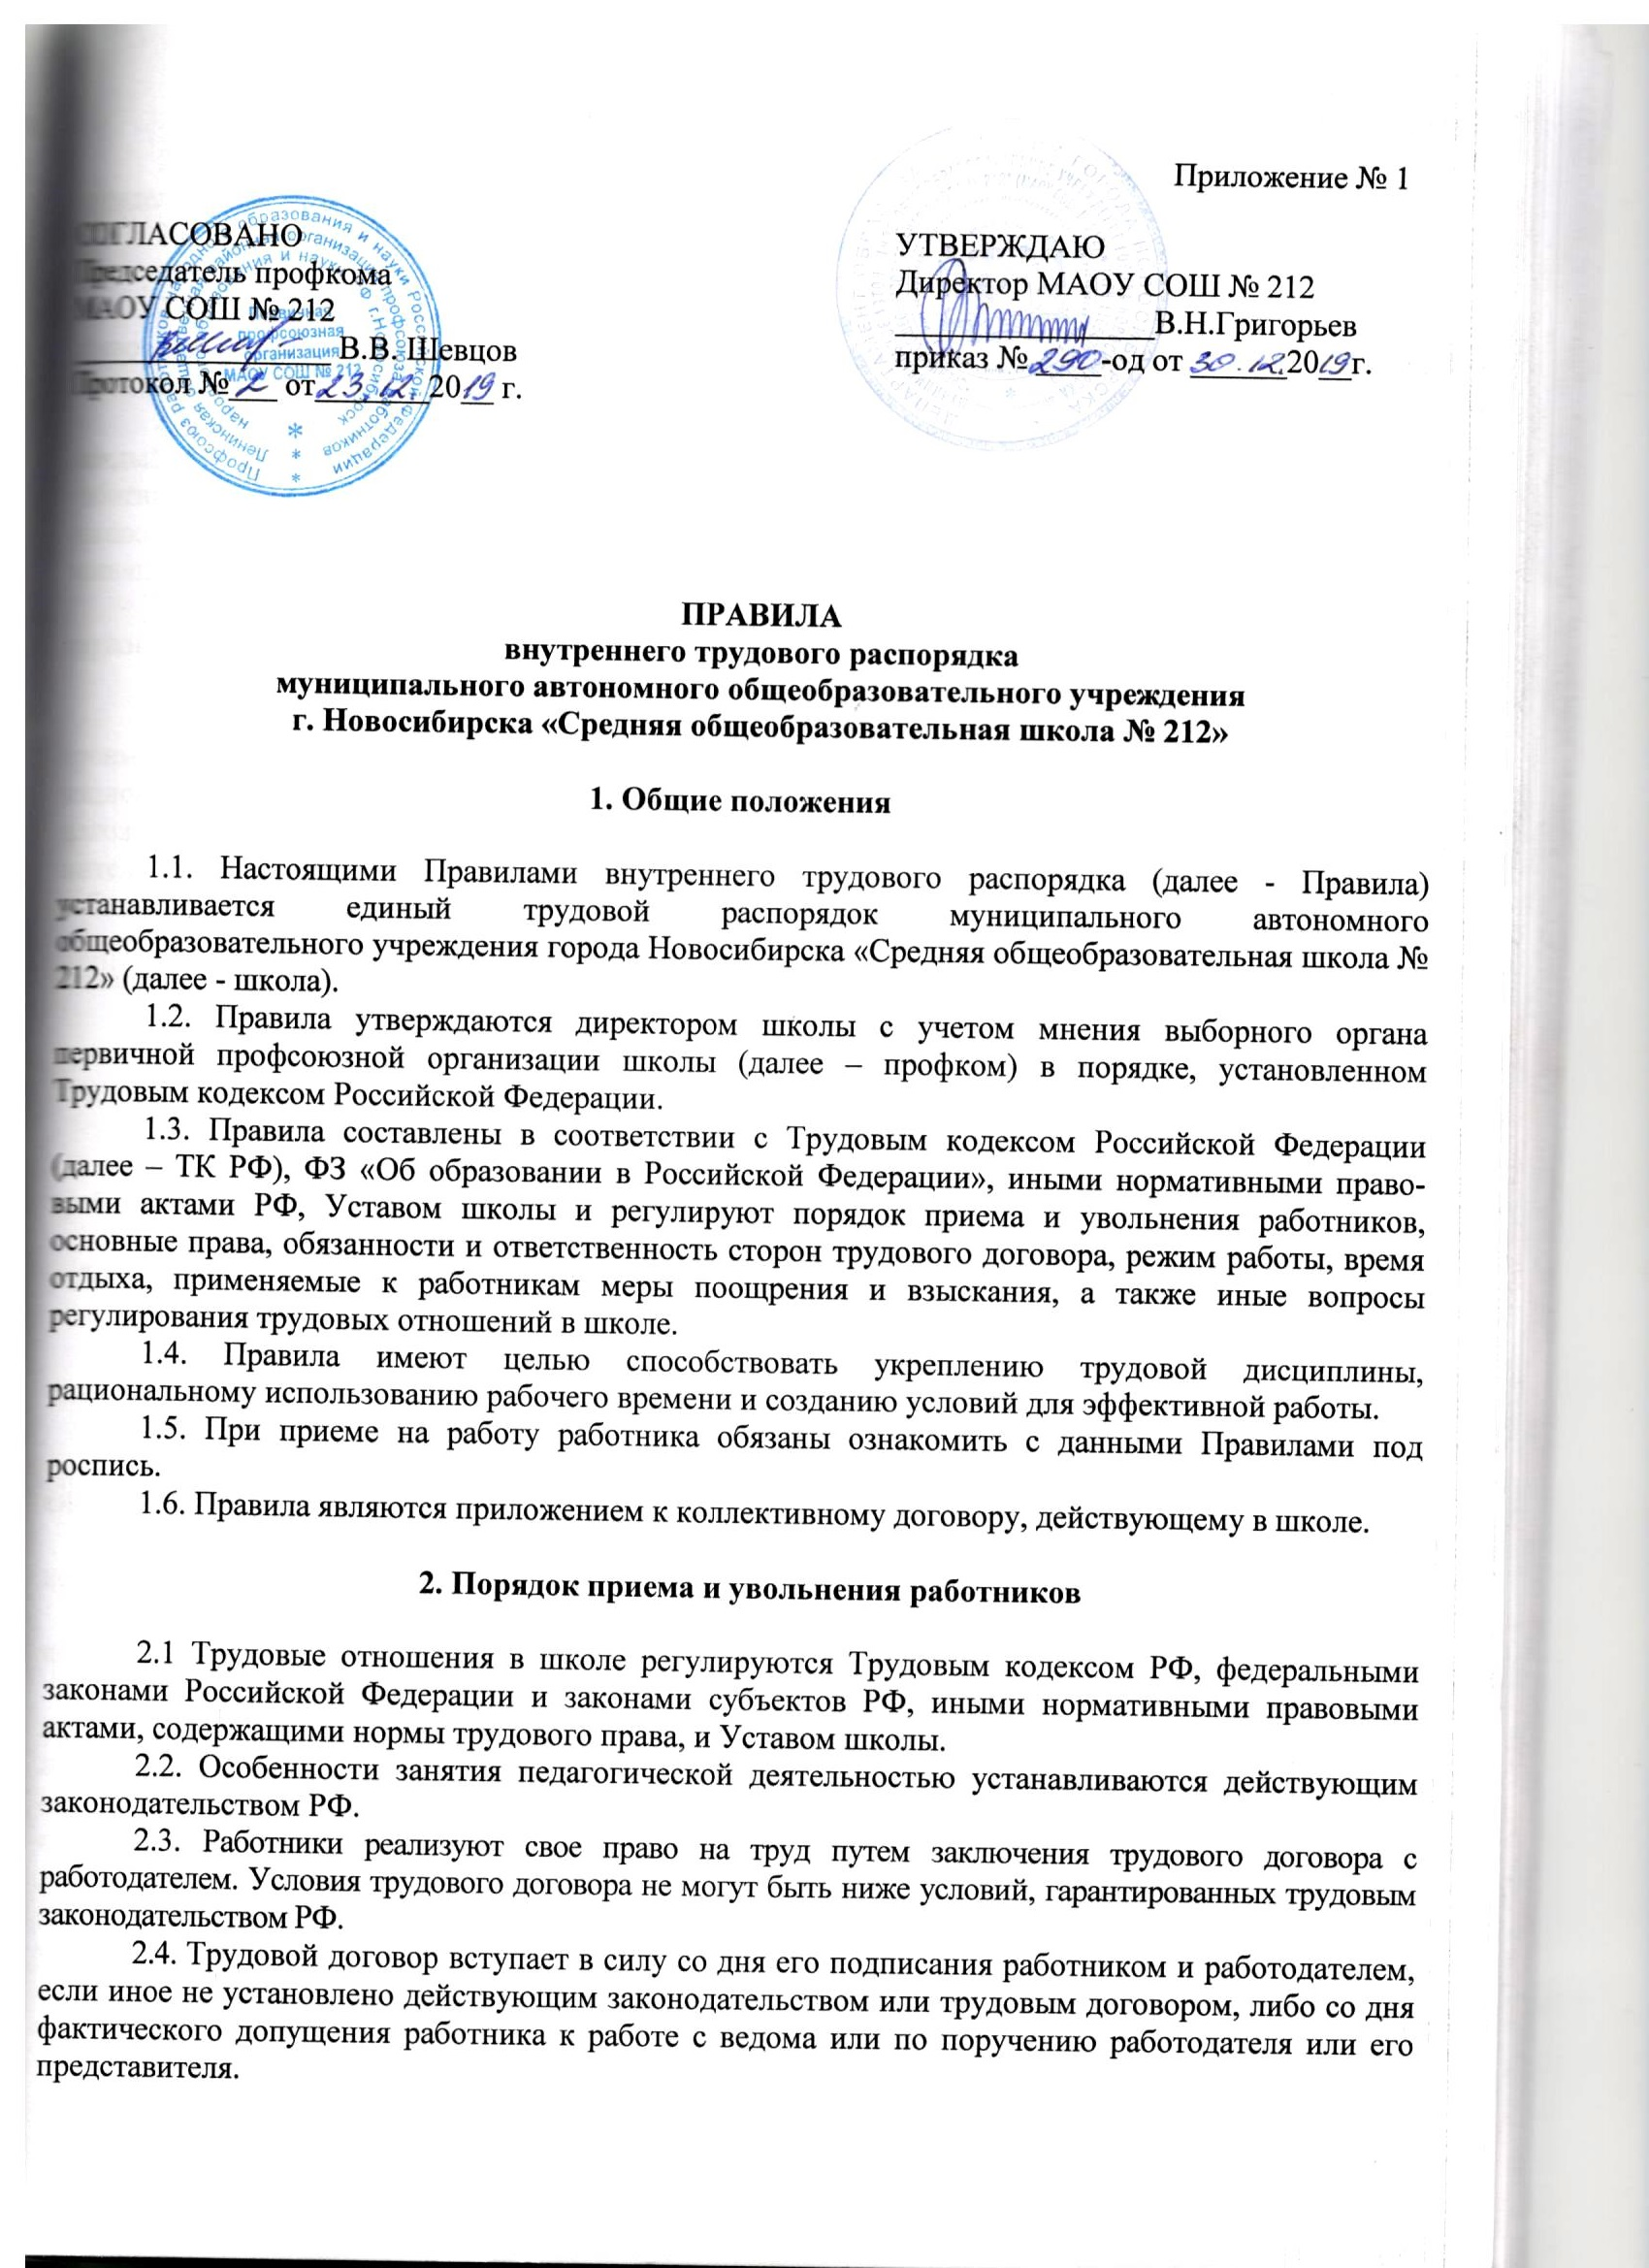 Приложение № 1
СОГЛАСОВАНО
Председатель профкома
МАОУ СОШ № 212
В.В. Шевцов
Протокол № 2 от 23.12.2019 г.
УТВЕРЖДАЮ
Директор МАОУ СОШ № 212
В.Н.Григорьев
приказ № 290-од от 30.12.2019г.
Первичная
профсоюзная
организация
МАОУ СОШ № 212
ПРАВИЛА
внутреннего трудового распорядка
муниципального автономного общеобразовательного учреждения
г. Новосибирска «Средняя общеобразовательная школа № 212»
1. Общие положения
1.1. Настоящими Правилами внутреннего трудового распорядка (далее - Правила)
устанавливается единый трудовой распорядок муниципального автономного
общеобразовательного учреждения города Новосибирска «Средняя общеобразовательная школа №
212» (далее - школа).
1.2. Правила утверждаются директором школы с учетом мнения выборного органа
первичной профсоюзной организации школы (далее – профком) в порядке, установленном
Трудовым кодексом Российской Федерации.
1.3. Правила составлены в соответствии с Трудовым кодексом Российской Федерации
(далее – ТК РФ), ФЗ «Об образовании в Российской Федерации», иными нормативными право-
выми актами РФ, Уставом школы и регулируют порядок приема и увольнения работников,
основные права, обязанности и ответственность сторон трудового договора, режим работы, время
отдыха, применяемые к работникам меры поощрения и взыскания, а также иные вопросы
регулирования трудовых отношений в школе.
1.4. Правила имеют целью способствовать укреплению трудовой дисциплины,
рациональному использованию рабочего времени и созданию условий для эффективной работы.
1.5. При приеме на работу работника обязаны ознакомить с данными Правилами под
роспись.
1.6. Правила являются приложением к коллективному договору, действующему в школе.
2. Порядок приема и увольнения работников
2.1 Трудовые отношения в школе регулируются Трудовым кодексом РФ, федеральными
законами Российской Федерации и законами субъектов РФ, иными нормативными правовыми
актами, содержащими нормы трудового права, и Уставом школы.
2.2. Особенности занятия педагогической деятельностью устанавливаются действующим
законодательством РФ.
2.3. Работники реализуют свое право на труд путем заключения трудового договора с
работодателем. Условия трудового договора не могут быть ниже условий, гарантированных трудовым
законодательством РФ.
2.4. Трудовой договор вступает в силу со дня его подписания работником и работодателем,
если иное не установлено действующим законодательством или трудовым договором, либо со дня
фактического допущения работника к работе с ведома или по поручению работодателя или его
представителя.